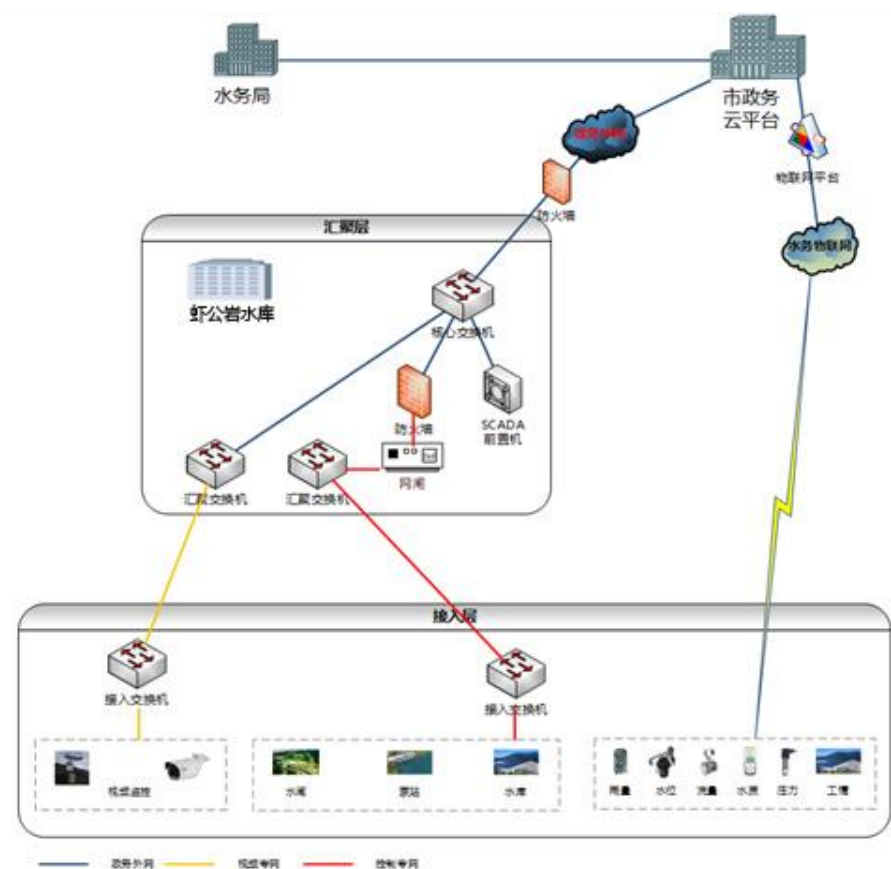 水务局
市政务
云平台
政务外网
物联网平台
防火墙
水务物联网
汇聚层
虾公岩水库
核心交换机
防火墙
SCADA
前置机
汇聚交换机
汇聚交换机
网闸
接入层
接入交换机
接入交换机
视频监控
水闸
泵站
水库
雨量
水位
流量
水质
压力
工情
政务外网
视频专网
控制专网